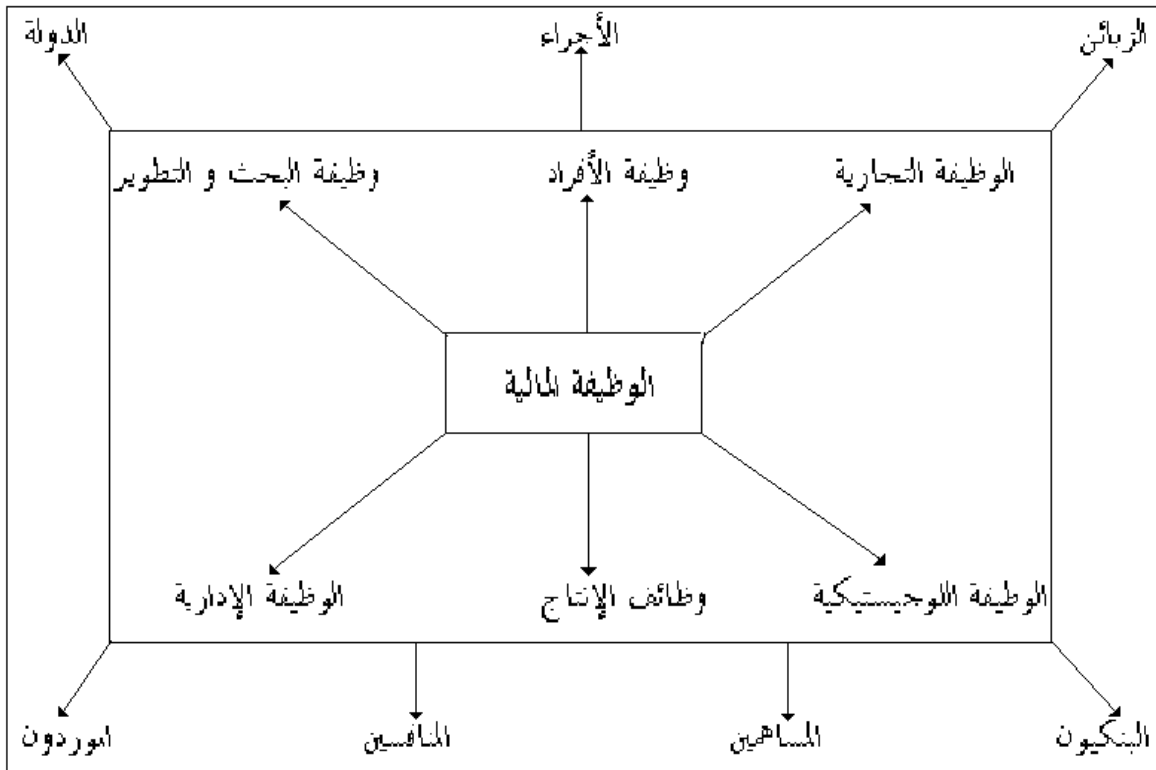 الزبائن الأجراء الدولة
الوظيفة التجارية وظيفة الأفراد وظيفة البحث و التطوير
الوظيفة المالية
الوظيفة اللوجيستيكية وظائف الإنتاج الوظيفة الإدارية
البنكيون المساهمين المنافسين الموردون